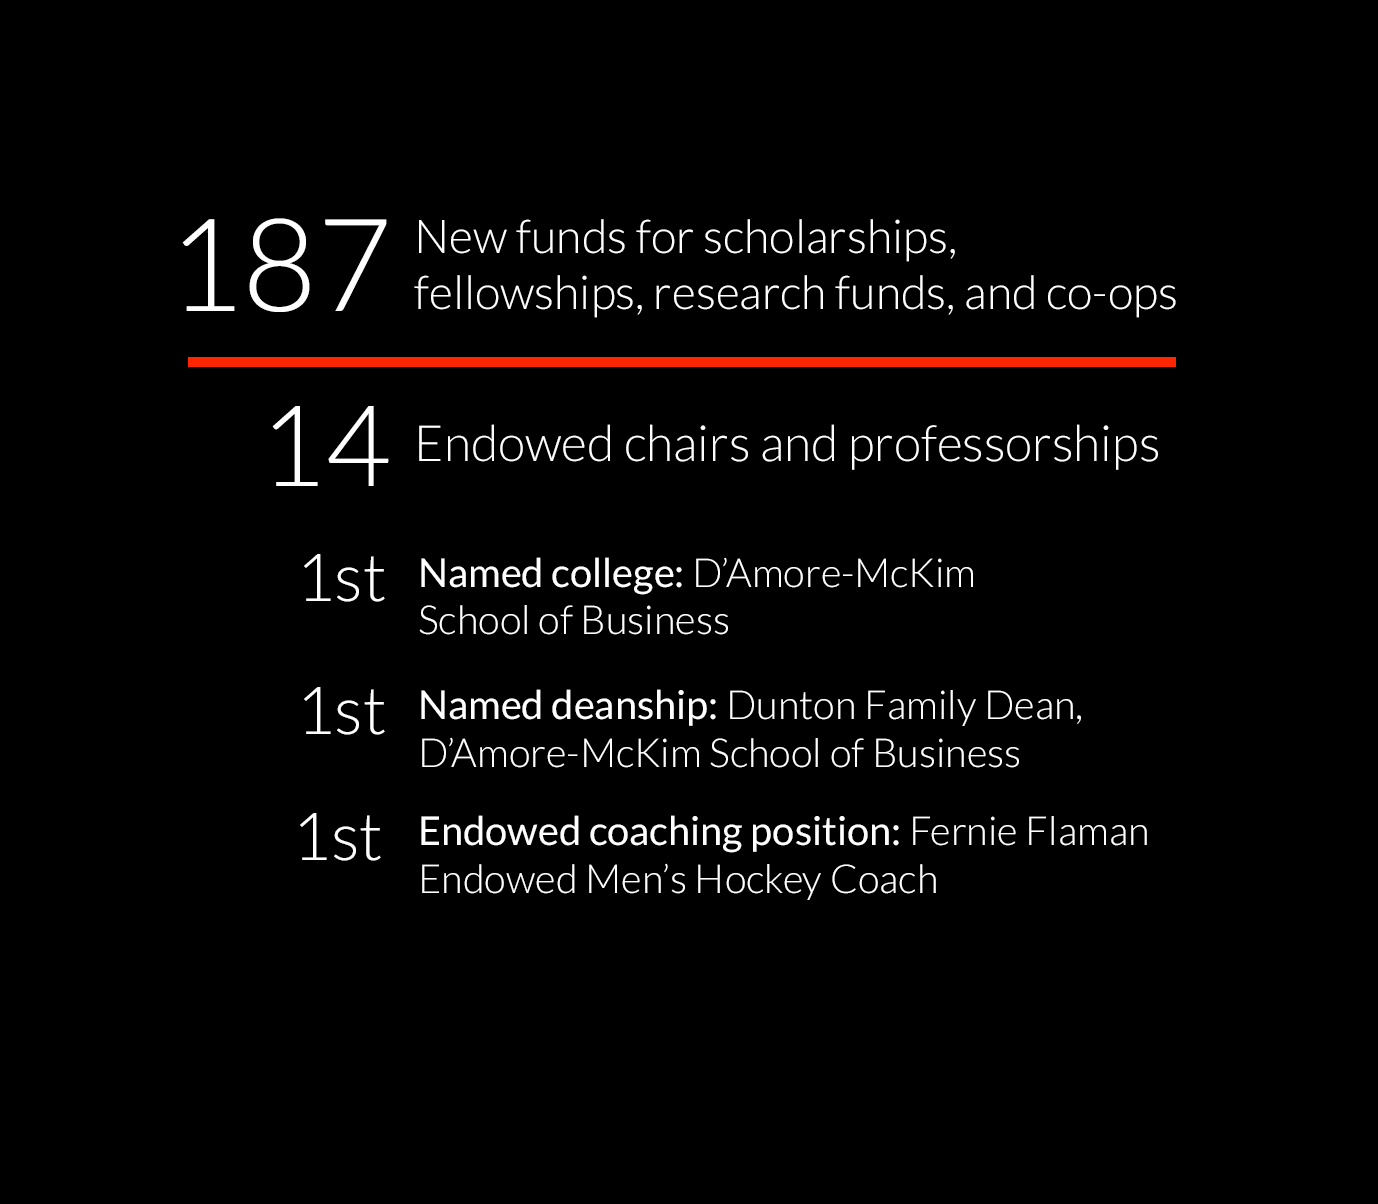 187 New funds for scholarships,
fellowships, research funds, and co-ops
14 Endowed chairs and professorships
1st Named college: D’Amore-McKim
School of Business
1st Named deanship: Dunton Family Dean,
D’Amore-McKim School of Business
1st Endowed coaching position: Fernie Flaman
Endowed Men’s Hockey Coach